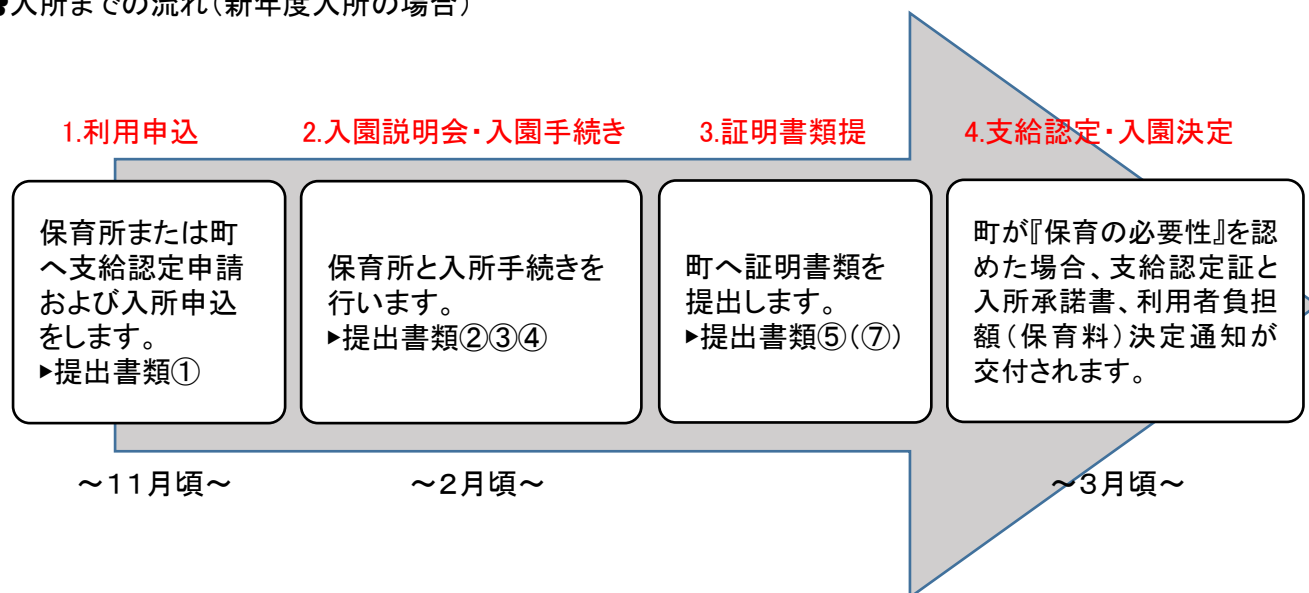 入所までの流れ（新年度入所の場合）
1.利用申込
2.入園説明会・入園手続き
3.証明書類提
4.支給認定・入園決定
保育所または町
へ支給認定申請
および入所申込
をします。
▶提出書類①
保育所と入所手続きを
行います。
▶提出書類②③④
町へ証明書類を
提出します。
▶提出書類⑤（⑦）
町が『保育の必要性』を認
めた場合、支給認定証と
入所承諾書、利用者負担
額（保育料）決定通知が
交付されます。
～11月頃～
～2月頃～
～3月頃～